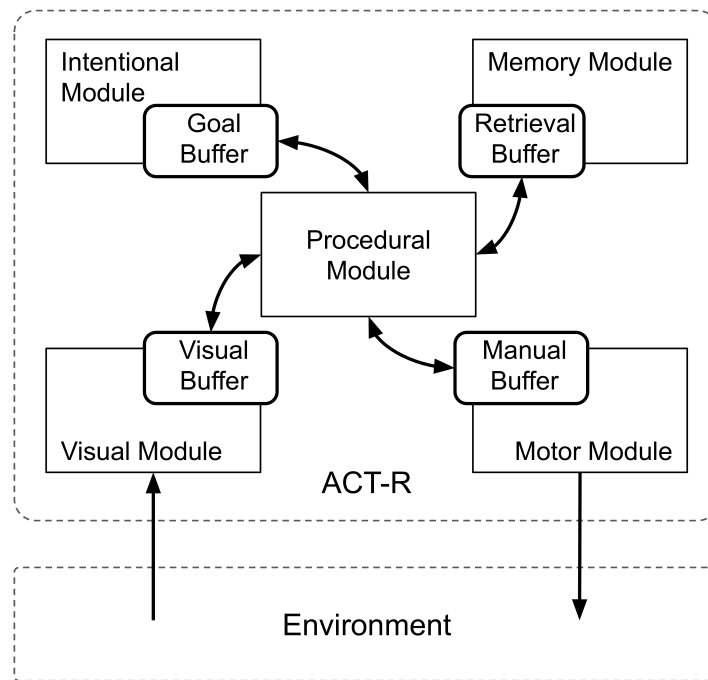 Intentional
Module
Goal
Buffer
Memory Module
Retrieval
Buffer
Procedural
Module
Visual
Buffer
Visual Module
Manual
Buffer
Motor Module
ACT-R
Environment